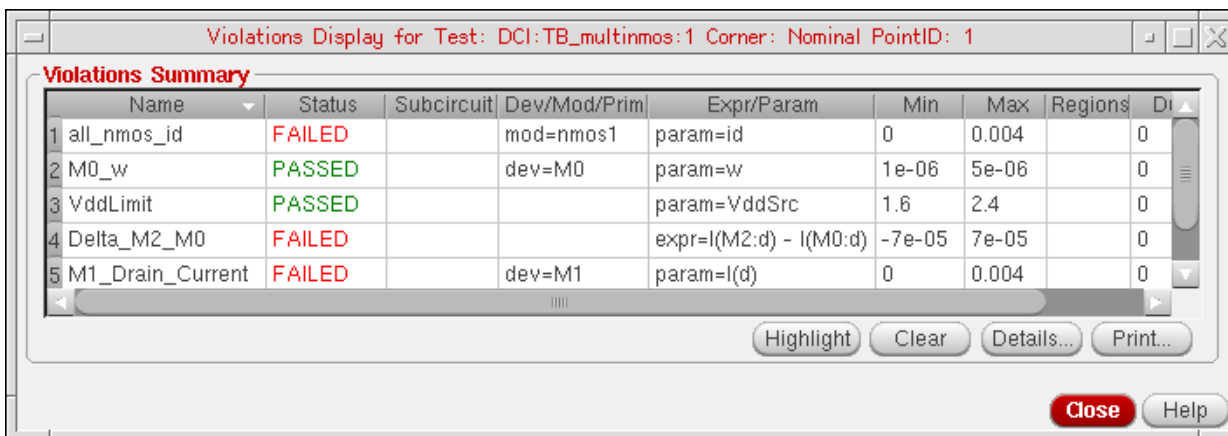 Violations Display for Test: DCI:TB_multinmos:1 Corner: Nominal PointID: 1
Violations Summary
Name Status Subcircuit Dev/Mod/Prim Expr/Param Min Max Regions Du
1 all_nmos_id FAILED mod=nmos1 param=id 0 0.004 0
2 M0_w PASSED dev=M0 param=w 1e-06 5e-06 0
3 VddLimit PASSED param=VddSrc 1.6 2.4 0
4 Delta_M2_M0 FAILED expr=I(M2:d) - I(M0:d) -7e-05 7e-05 0
5 M1_Drain_Current FAILED dev=M1 param=I(d) 0 0.004 0
Highlight Clear Details... Print...
Close Help